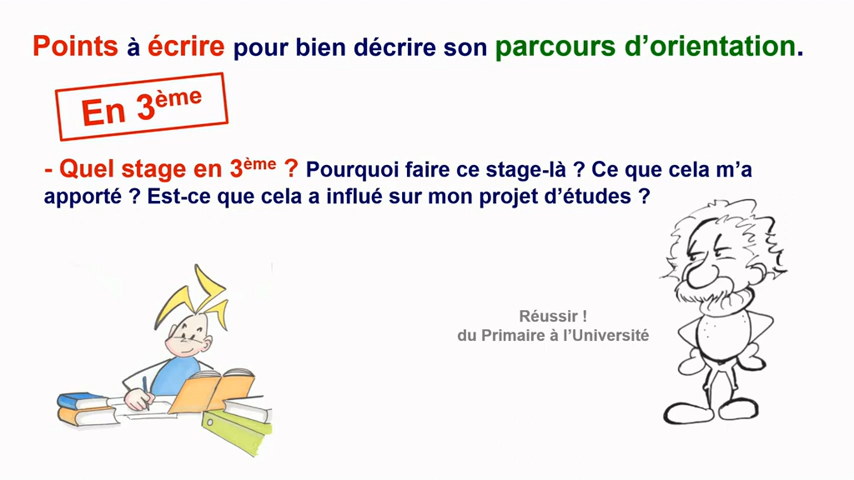 Points à écrire pour bien décrire son parcours d’orientation.
En 3ème
- Quel stage en 3ème ? Pourquoi faire ce stage-là ? Ce que cela m’a
apporté ? Est-ce que cela a influé sur mon projet d’études ?
Réussir !
du Primaire à l’Université